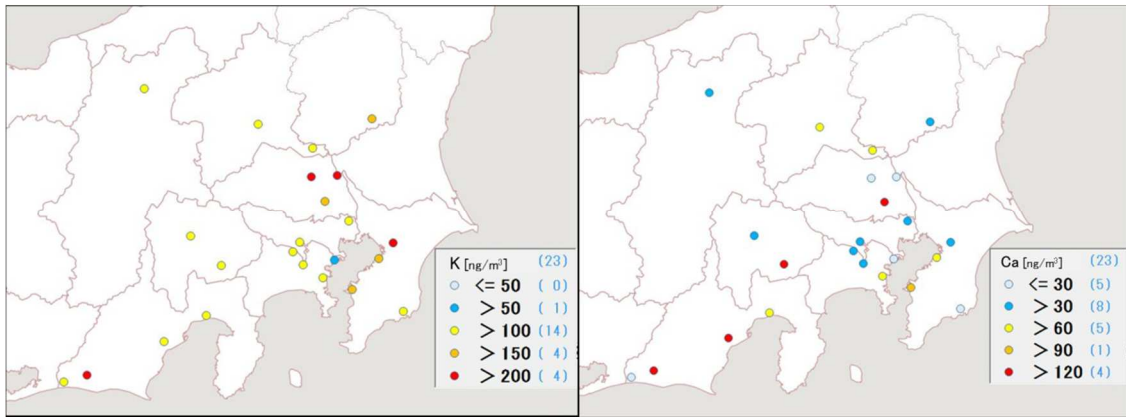 K [ng/m³] (23)
<= 50 ( 0)
> 50 ( 1)
> 100 (14)
> 150 ( 4)
> 200 ( 4)
Ca [ng/m³] (23)
<= 30 (5)
> 30 (8)
> 60 (5)
> 90 (1)
> 120 (4)